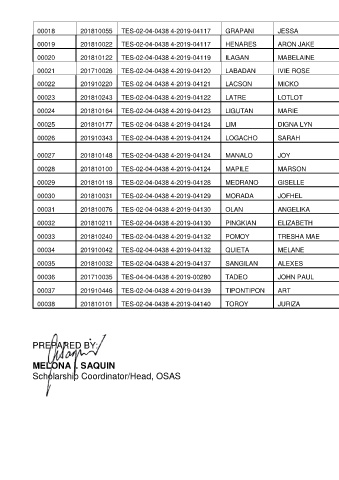 00018 201810055 TES-02-04-0438 4-2019-04117 GRAPANI JESSA
00019 201810022 TES-02-04-0438 4-2019-04117 HENARES ARON JAKE
00020 201810122 TES-02-04-0438 4-2019-04119 ILAGAN MABELAINE
00021 201710026 TES-02-04-0438 4-2019-04120 LABADAN IVIE ROSE
00022 201910220 TES-02-04-0438 4-2019-04121 LACSON MICKO
00023 201810243 TES-02-04-0438 4-2019-04122 LATRE LOTLOT
00024 201810164 TES-02-04-0438 4-2019-04123 LIGUTAN MARIE
00025 201810177 TES-02-04-0438 4-2019-04124 LIM DIGNA LYN
00026 201910343 TES-02-04-0438 4-2019-04124 LOGACHO SARAH
00027 201810148 TES-02-04-0438 4-2019-04124 MANALO JOY
00028 201810100 TES-02-04-0438 4-2019-04124 MAPILE MARSON
00029 201810118 TES-02-04-0438 4-2019-04128 MEDRANO GISELLE
00030 201810031 TES-02-04-0438 4-2019-04129 MORADA JOFHEL
00031 201810076 TES-02-04-0438 4-2019-04130 OLAN ANGELIKA
00032 201810211 TES-02-04-0438 4-2019-04130 PINGKIAN ELIZABETH
00033 201810240 TES-02-04-0438 4-2019-04132 POMOY TRESHA MAE
00034 201910042 TES-02-04-0438 4-2019-04132 QUIETA MELANE
00035 201810032 TES-02-04-0438 4-2019-04137 SANGILAN ALEXES
00036 201710035 TES-04-04-0438 4-2019-00280 TADEO JOHN PAUL
00037 201910446 TES-02-04-0438 4-2019-04139 TIPONTIPON ART
00038 201810101 TES-02-04-0438 4-2019-04140 TOROY JURIZA
PREPARED BY:
MELONA I. SAQUIN
Scholarship Coordinator/Head, OSAS